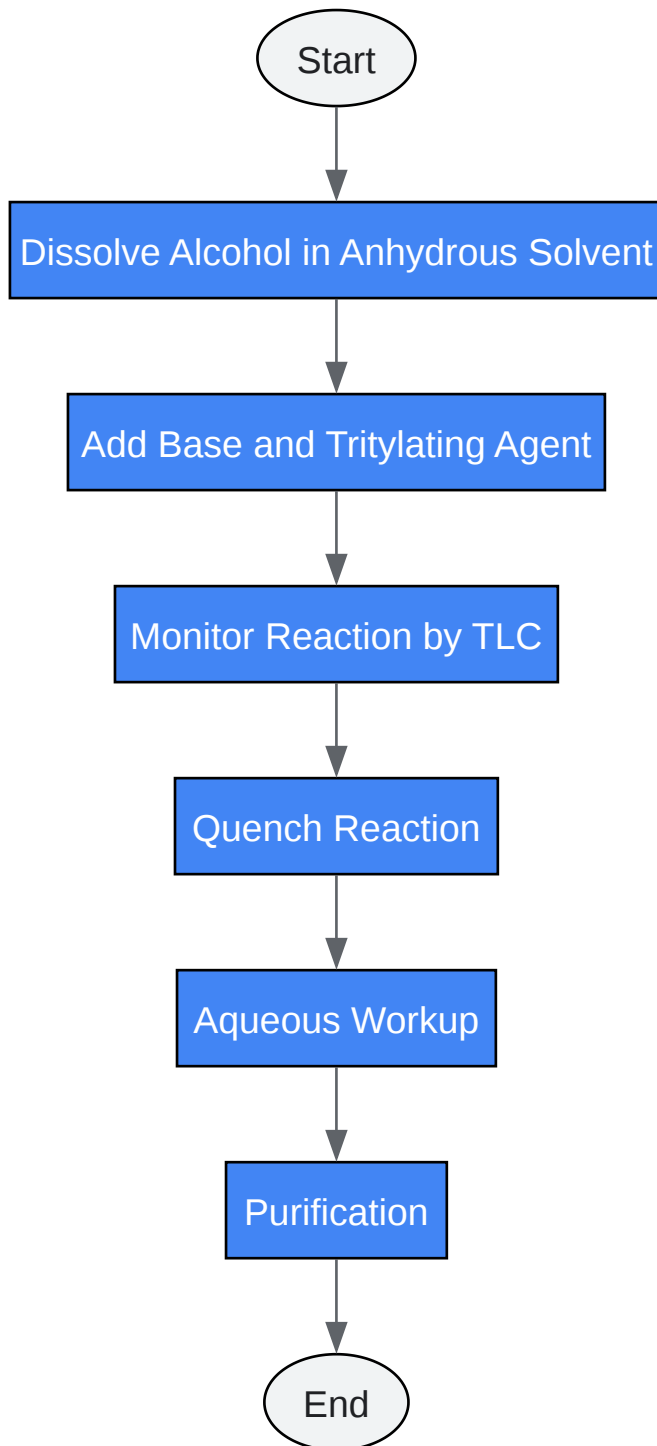 Start
Dissolve Alcohol in Anhydrous Solvent
Add Base and Tritylating Agent
Monitor Reaction by TLC
Quench Reaction
Aqueous Workup
Purification
End